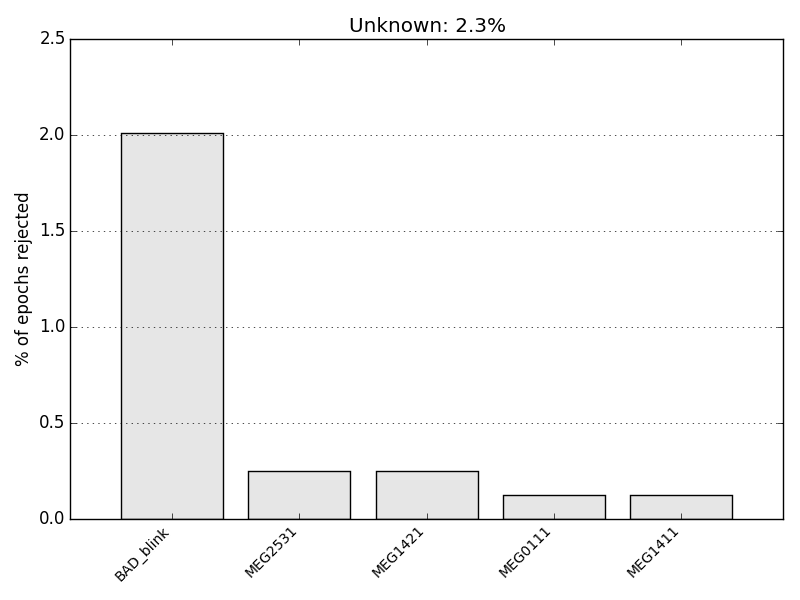 Unknown: 2.3%
% of epochs rejected
2.5
2.0
1.5
1.0
0.5
0.0
BAD_blink
MEG2531
MEG1421
MEG0111
MEG1411